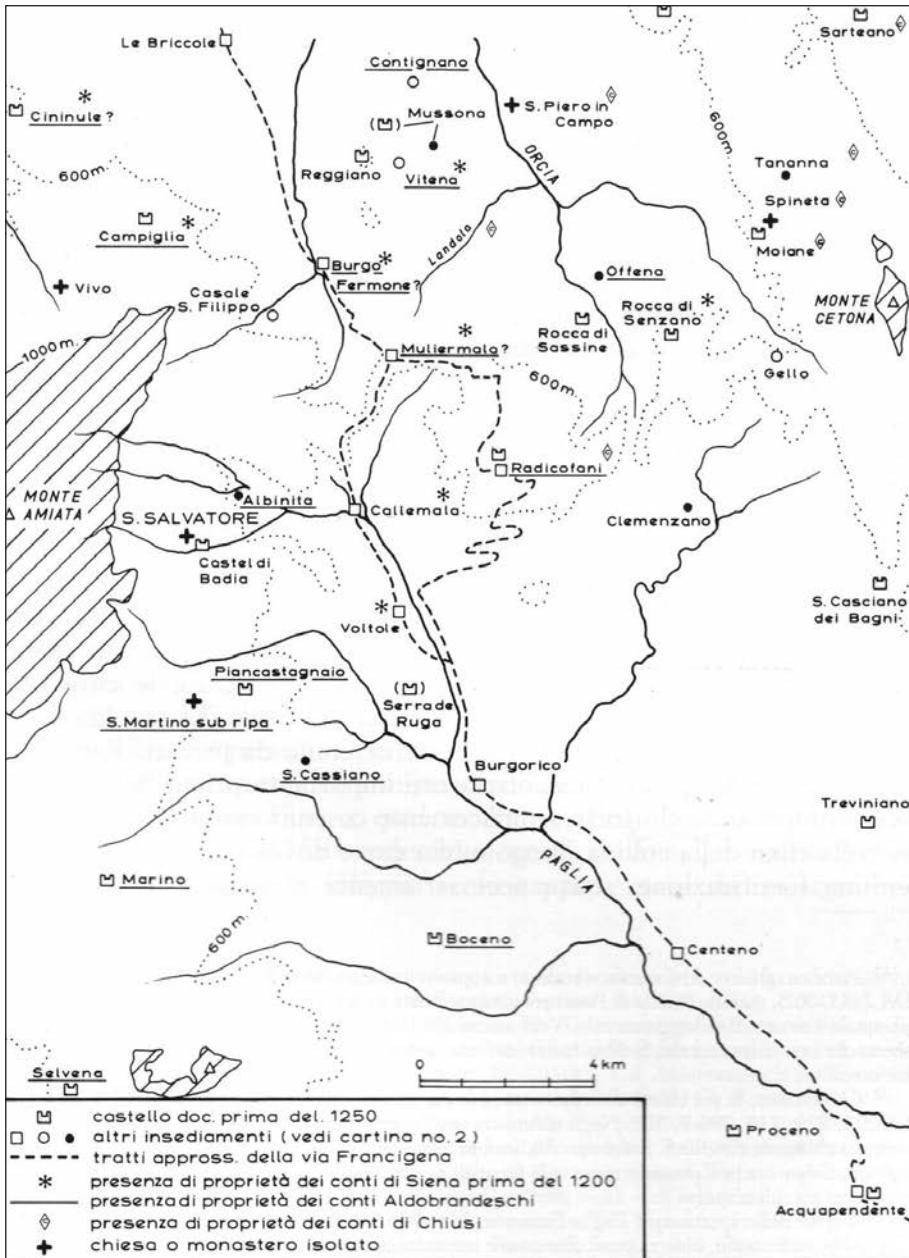 Le Briccole
Sarteano
Contignano
S. Piero in
Campo
Cininule?
Mussona
ORCIA
600m.
Tananna
Reggiano
Vitena
600m.
Spineta
Campiglia
Landola
Moiane
Burgo
Fermone?
Offena
Vivo
Casale
S. Filippo
Rocca di
Senzano
MONTE
CETONA
1000m.
Rocca di
Sassine
Muliermala?
600m.
Gello
Radicofani
MONTE
AMIATA
Albinita
Callemala
S. SALVATORE
Clemenzano
Castel di
Badia
S. Casciano
dei Bagni
Voltole
Piancastagnaio
Serra de
Ruga
S. Martino sub ripa
S. Cassiano
Burgorico
Treviniano
PAGLIA
Marino
600m.
Boceno
Centeno
Selvena
0 4 km
castello doc. prima del. 1250
altri insediamenti (vedi cartina no. 2)
Proceno
tratti appross. della via Francigena
presenza di proprietà dei conti di Siena prima del 1200
presenza di proprietà dei conti Aldobrandeschi
presenza di proprietà dei conti di Chiusi
Acquapendente
chiesa o monastero isolato